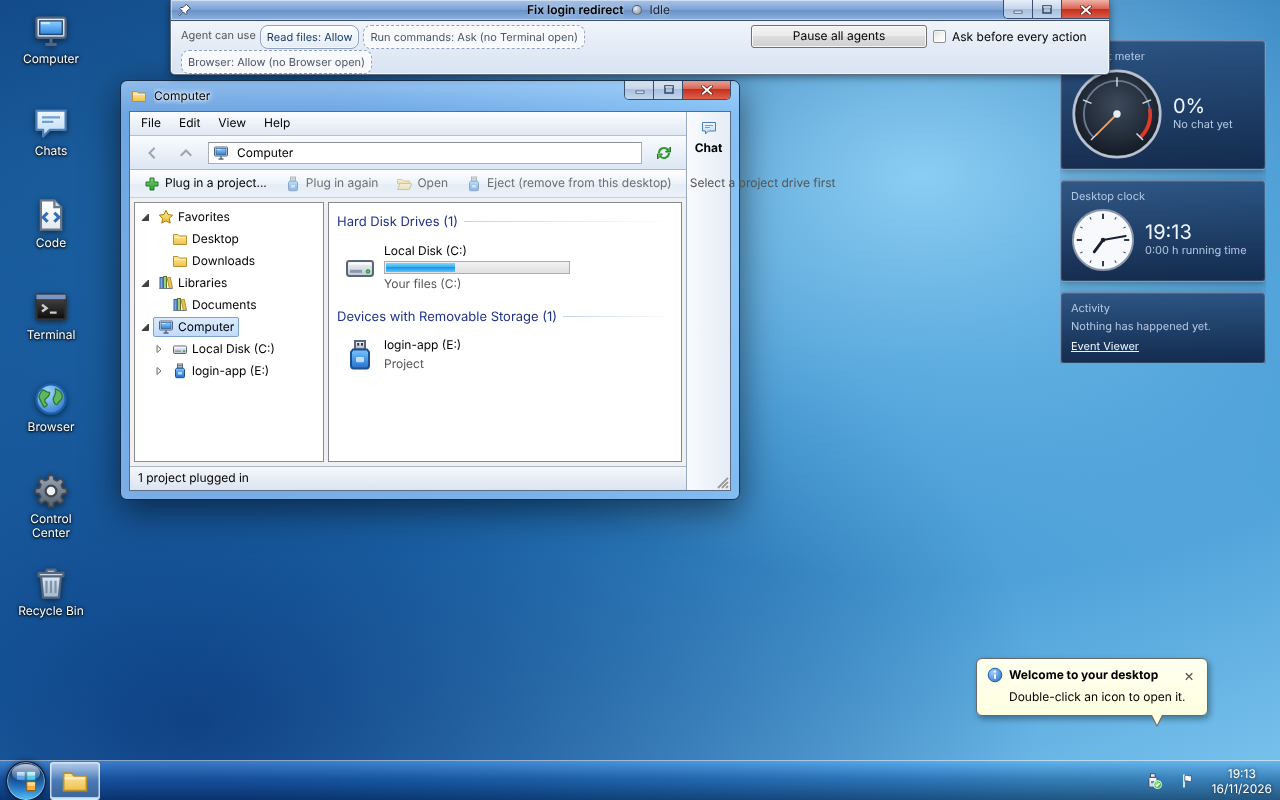 Fix login redirect Idle
Agent can use Read files: Allow Run commands: Ask (no Terminal open)
Browser: Allow (no Browser open)
Pause all agents Ask before every action
Computer
Chats
Code
Terminal
Browser
Control
Center
Recycle Bin
Computer
File Edit View Help
Computer
Plug in a project... Plug in again Open Eject (remove from this desktop) Select a project drive first
Chat
Favorites
Desktop
Downloads
Libraries
Documents
Computer
Local Disk (C:)
login-app (E:)
Hard Disk Drives (1)
Local Disk (C:)
Your files (C:)
Devices with Removable Storage (1)
login-app (E:)
Project
1 project plugged in
meter
0%
No chat yet
Desktop clock
19:13
0:00 h running time
Activity
Nothing has happened yet.
Event Viewer
Welcome to your desktop
Double-click an icon to open it.
19:13
16/11/2026